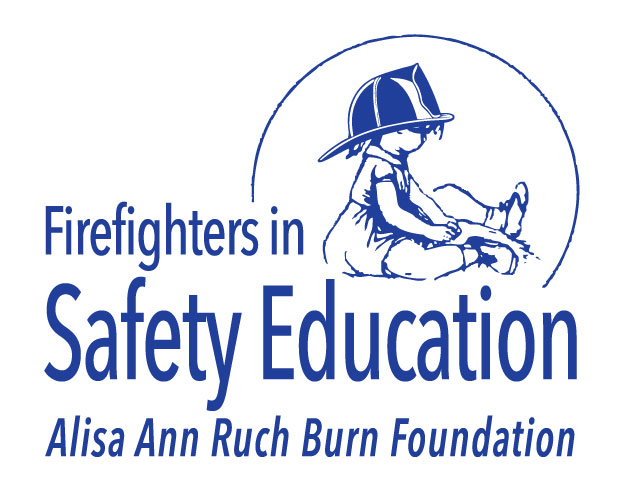 Firefighters in
Safety Education
Alisa Ann Ruch Burn Foundation